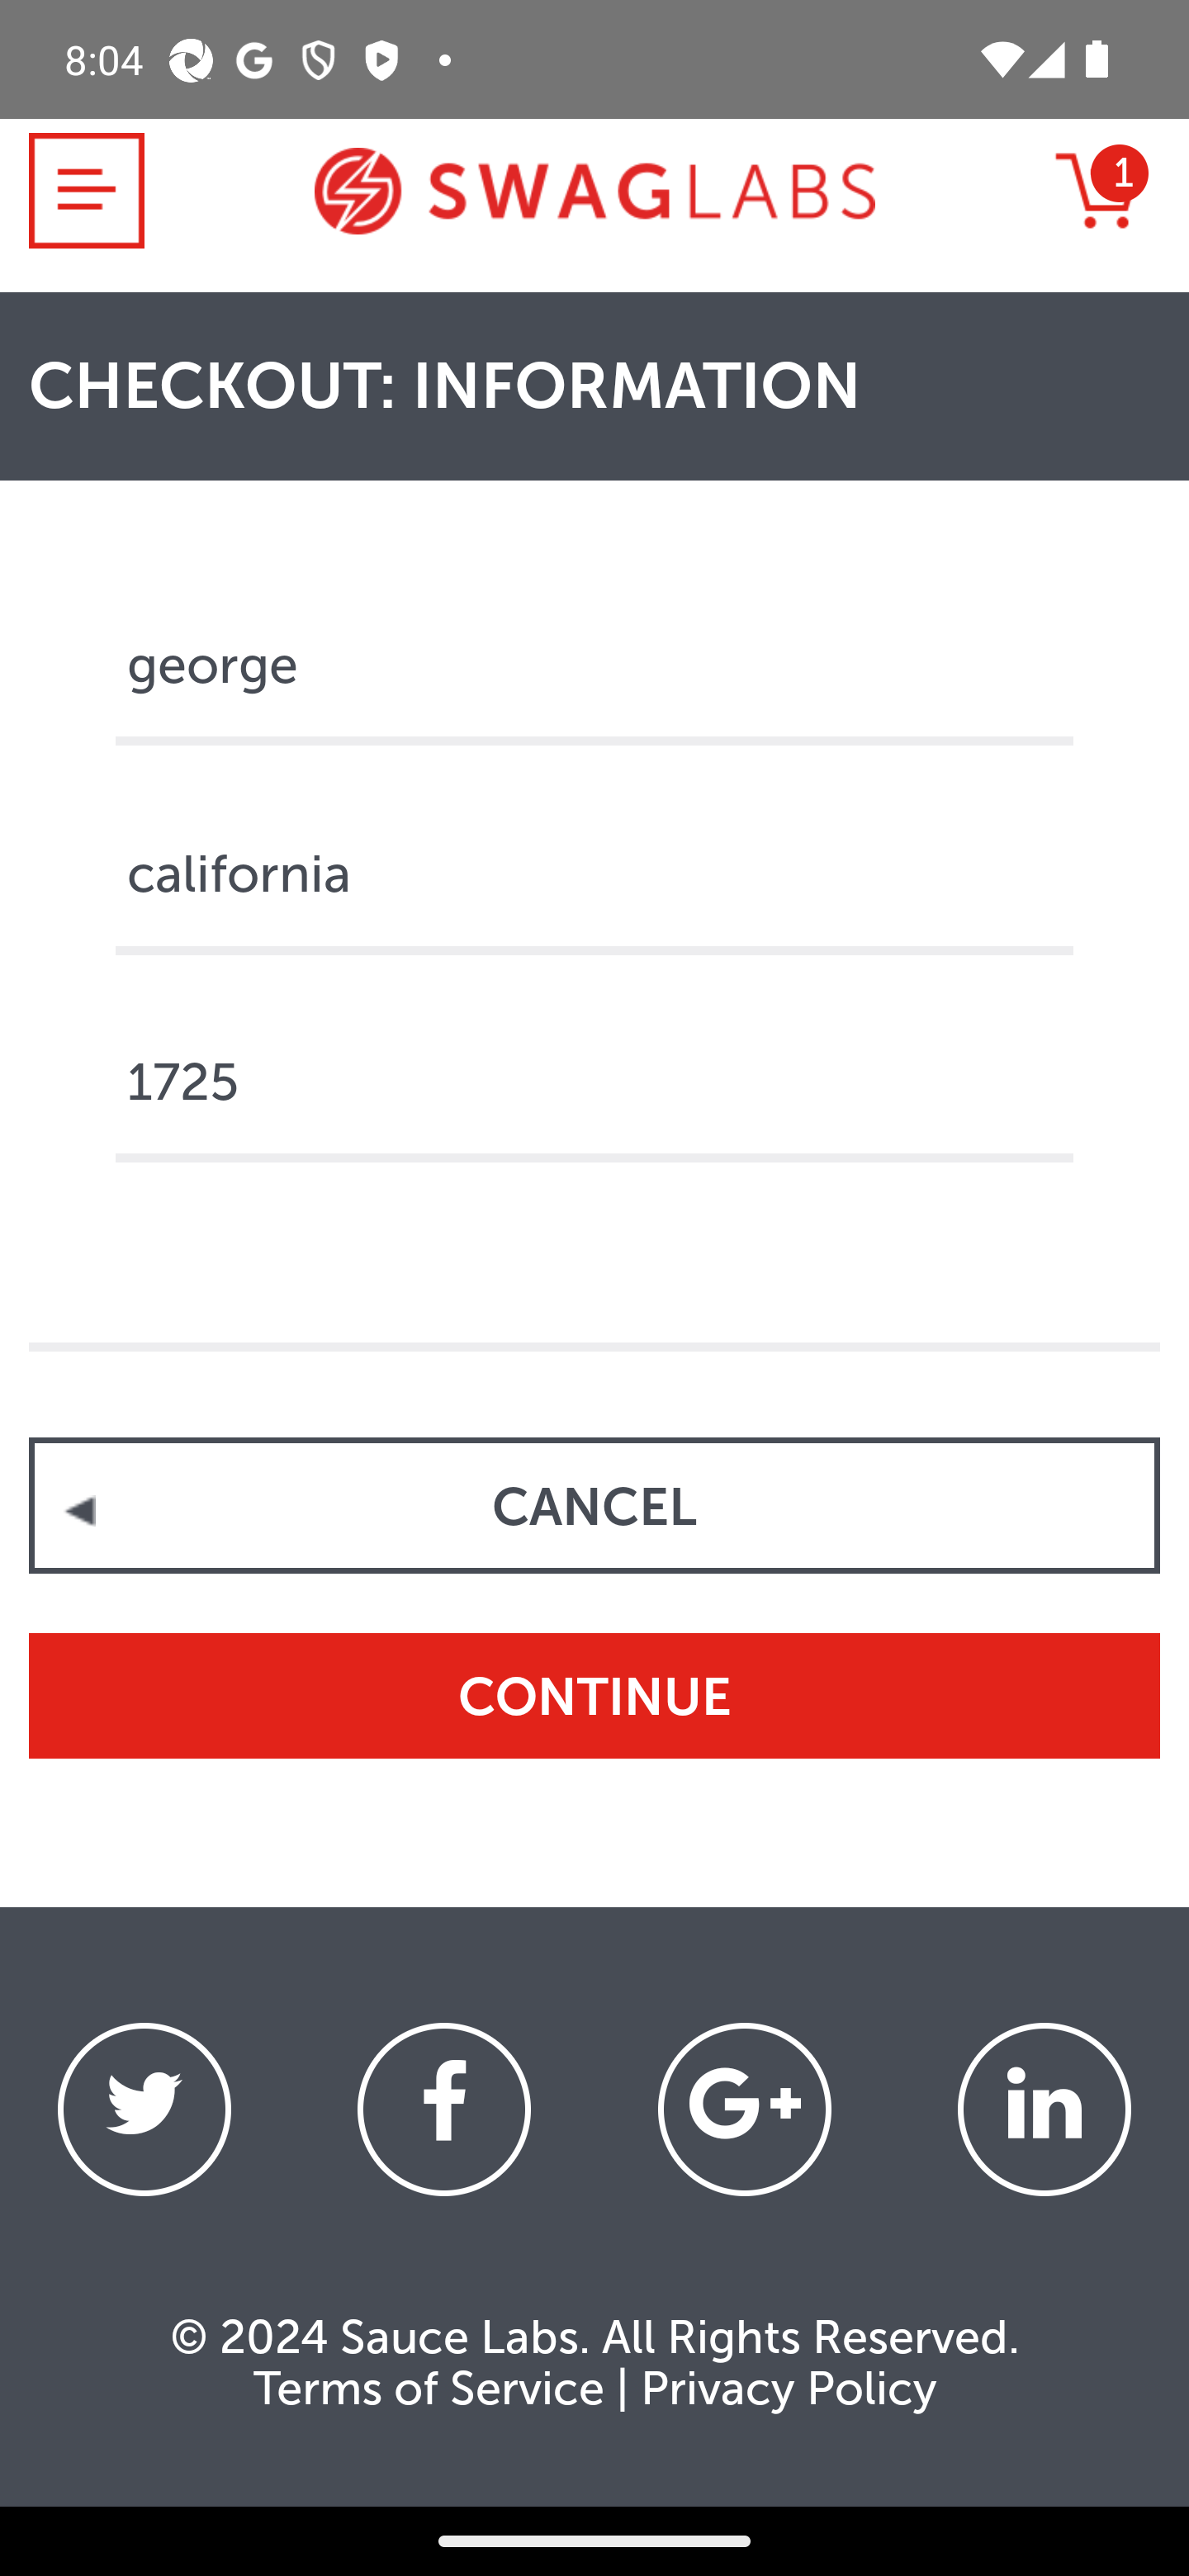 8:04
SWAGLABS
1
CHECKOUT: INFORMATION
george
california
1725
CANCEL
CONTINUE
© 2024 Sauce Labs. All Rights Reserved.
Terms of Service | Privacy Policy